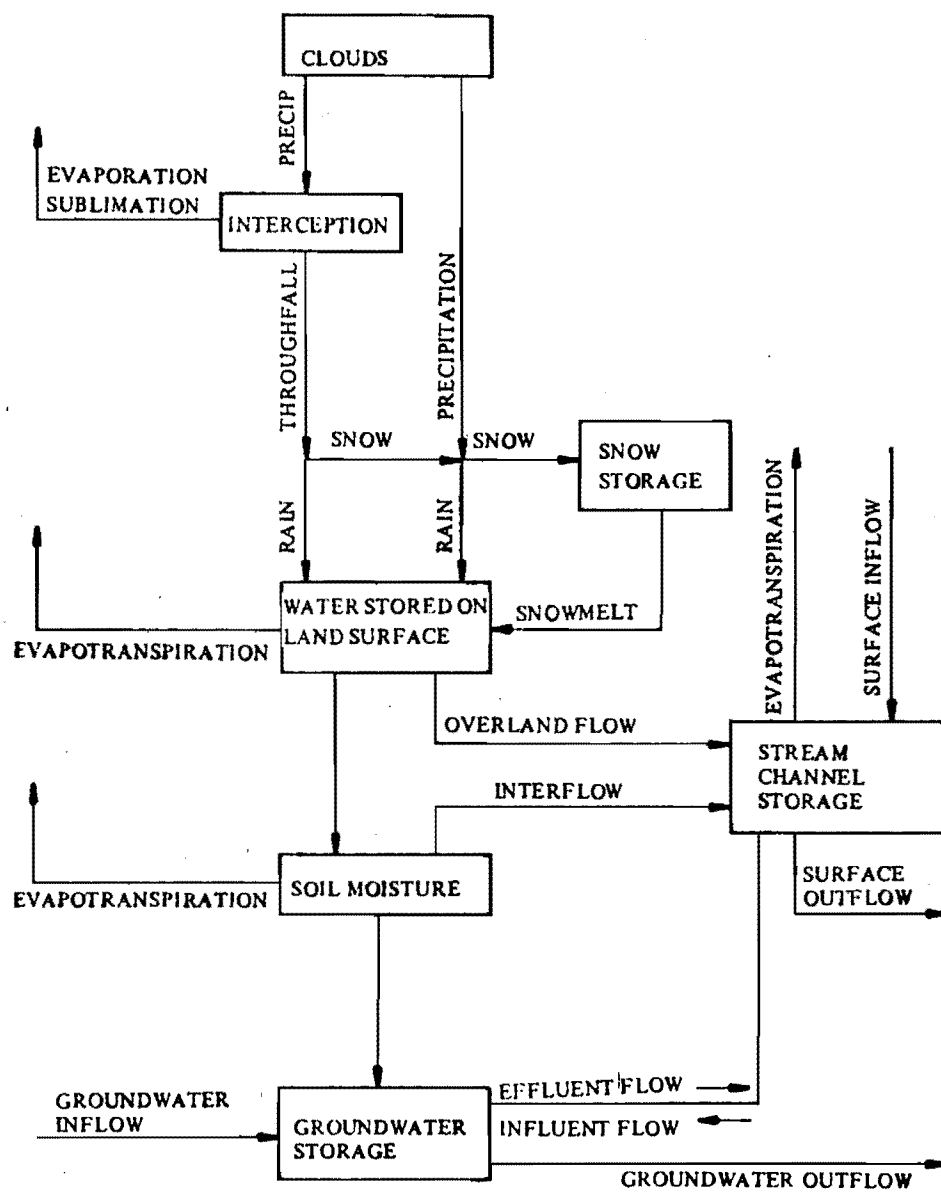 CLOUDS
PRECIP
EVAPORATION
SUBLIMATION
INTERCEPTION
THROUGHFALL
PRECIPITATION
SNOW
SNOW
SNOW
STORAGE
RAIN
RAIN
EVAPOTRANSPIRATION
SURFACE INFLOW
WATER STORED ON
LAND SURFACE
SNOWMELT
EVAPOTRANSPIRATION
OVERLAND FLOW
STREAM
CHANNEL
STORAGE
INTERFLOW
SOIL MOISTURE
EVAPOTRANSPIRATION
SURFACE
OUTFLOW
GROUNDWATER
INFLOW
GROUNDWATER
STORAGE
EFFLUENT FLOW
INFLUENT FLOW
GROUNDWATER OUTFLOW